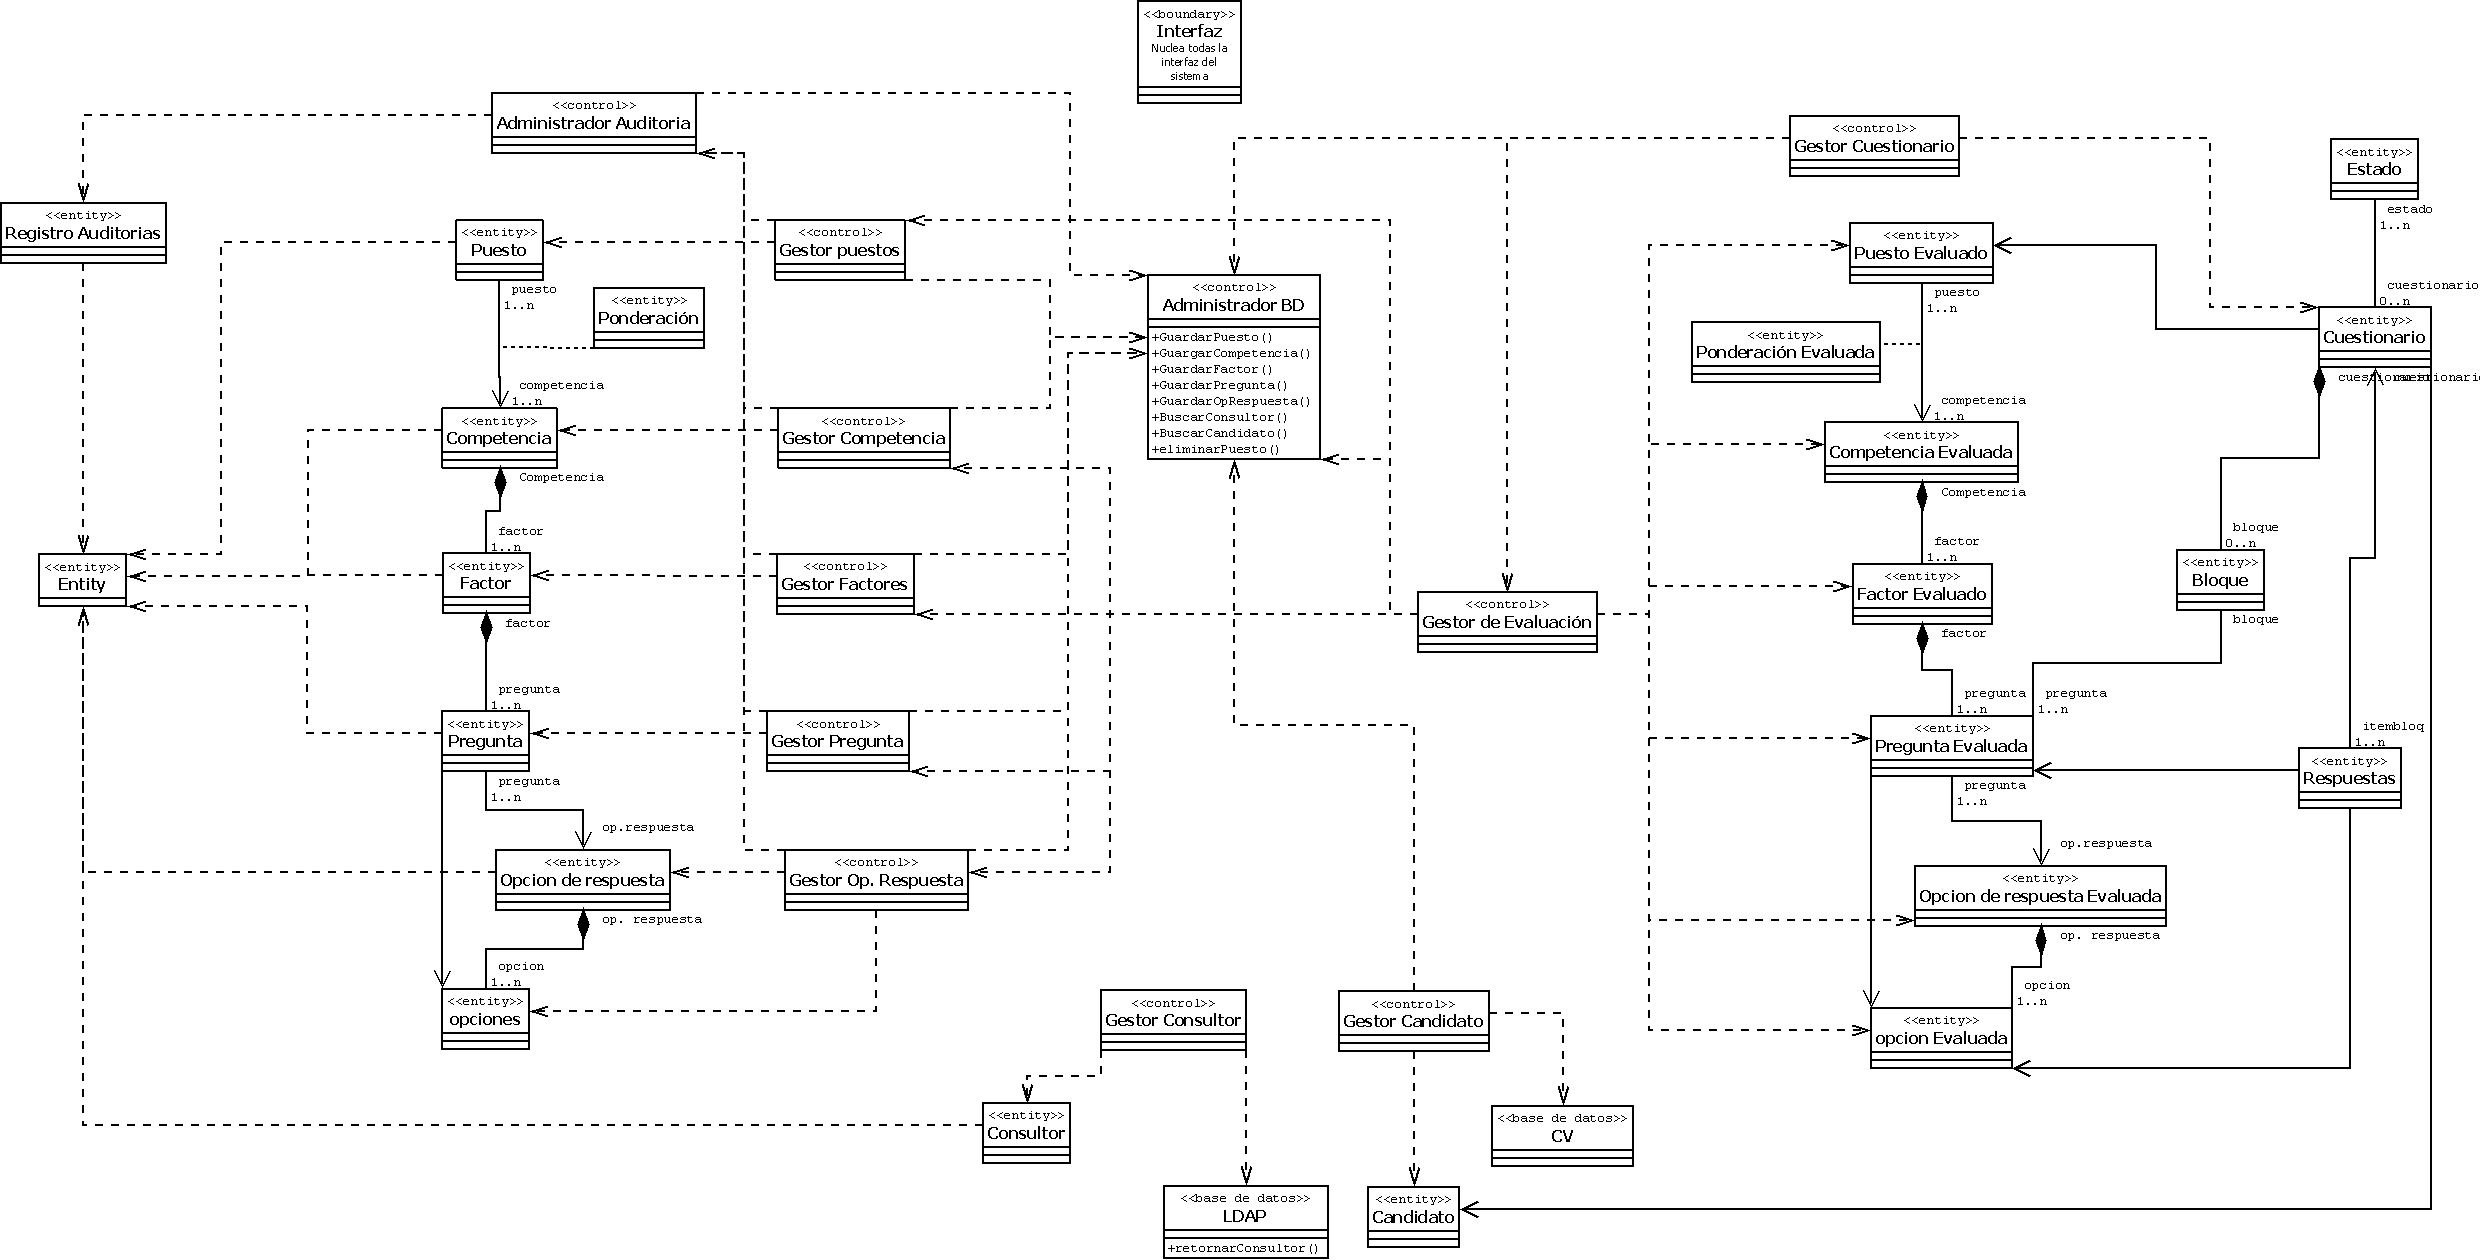 <<boundary>>
Interfaz
Nuclea todas la
interfaz del
sistema
<<control>>
Administrador Auditoria
<<control>>
Gestor Cuestionario
<<entity>>
Estado
estado
1..n
<<entity>>
Registro Auditorias
<<entity>>
Puesto
puesto
1..n
<<control>>
Gestor puestos
<<entity>>
Ponderación
<<control>>
Administrador BD
+GuardarPuesto()
+GuargarCompetencia()
+GuardarFactor()
+GuardarPregunta()
+GuardarOpRespuesta()
+BuscarConsultor()
+BuscarCandidato()
+eliminarPuesto()
<<entity>>
Puesto Evaluado
puesto
1..n
<<entity>>
Ponderación Evaluada
cuestionario
0..n
<<entity>>
Cuestionario
cuestionario
cuestionario
competencia
1..n
<<entity>>
Competencia
Competencia
<<control>>
Gestor Competencia
competencia
1..n
<<entity>>
Competencia Evaluada
Competencia
factor
1..n
<<entity>>
Entity
<<entity>>
Factor
factor
<<control>>
Gestor Factores
<<control>>
Gestor de Evaluación
factor
1..n
<<entity>>
Factor Evaluado
factor
bloque
0..n
<<entity>>
Bloque
bloque
pregunta
1..n
<<entity>>
Pregunta
pregunta
1..n
<<control>>
Gestor Pregunta
pregunta
1..n
pregunta
1..n
<<entity>>
Pregunta Evaluada
pregunta
1..n
itembloq
1..n
<<entity>>
Respuestas
op.respuesta
<<entity>>
Opcion de respuesta
op. respuesta
<<control>>
Gestor Op. Respuesta
op.respuesta
<<entity>>
Opcion de respuesta Evaluada
op. respuesta
opcion
1..n
<<entity>>
opciones
<<control>>
Gestor Consultor
<<control>>
Gestor Candidato
opcion
1..n
<<entity>>
opcion Evaluada
<<entity>>
Consultor
<<base de datos>>
CV
<<base de datos>>
LDAP
+retornarConsultor()
<<entity>>
Candidato